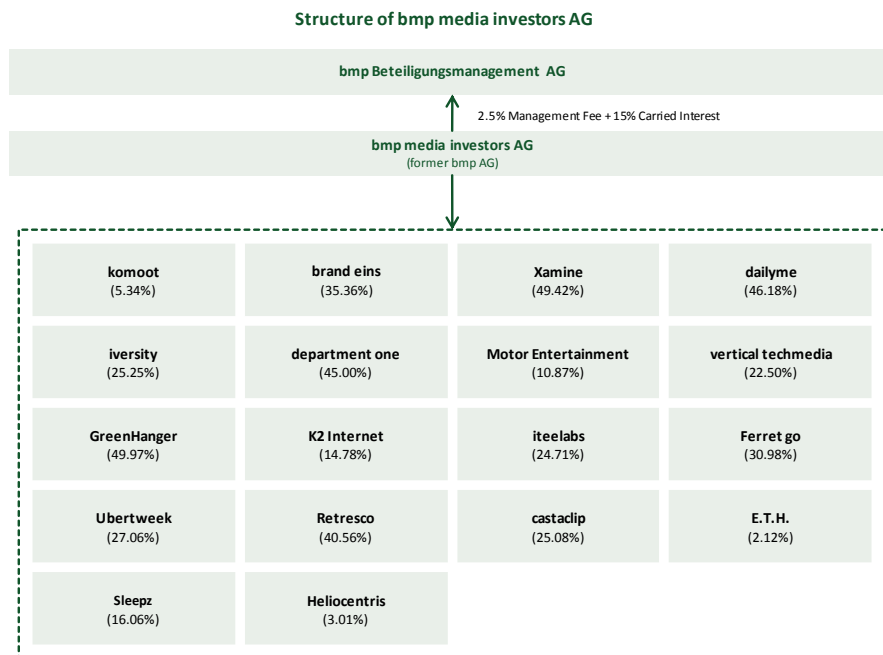 Structure of bmp media investors AG
bmp Beteiligungsmanagement AG
2.5% Management Fee + 15% Carried Interest
bmp media investors AG
(former bmp AG)
komoot
(5.34%)
brand eins
(35.36%)
Xamine
(49.42%)
dailyme
(46.18%)
iversity
(25.25%)
department one
(45.00%)
Motor Entertainment
(10.87%)
vertical techmedia
(22.50%)
GreenHanger
(49.97%)
K2 Internet
(14.78%)
iteelabs
(24.71%)
Ferret go
(30.98%)
Ubertweek
(27.06%)
Retresco
(40.56%)
castaclip
(25.08%)
E.T.H.
(2.12%)
Sleepz
(16.06%)
Heliocentris
(3.01%)